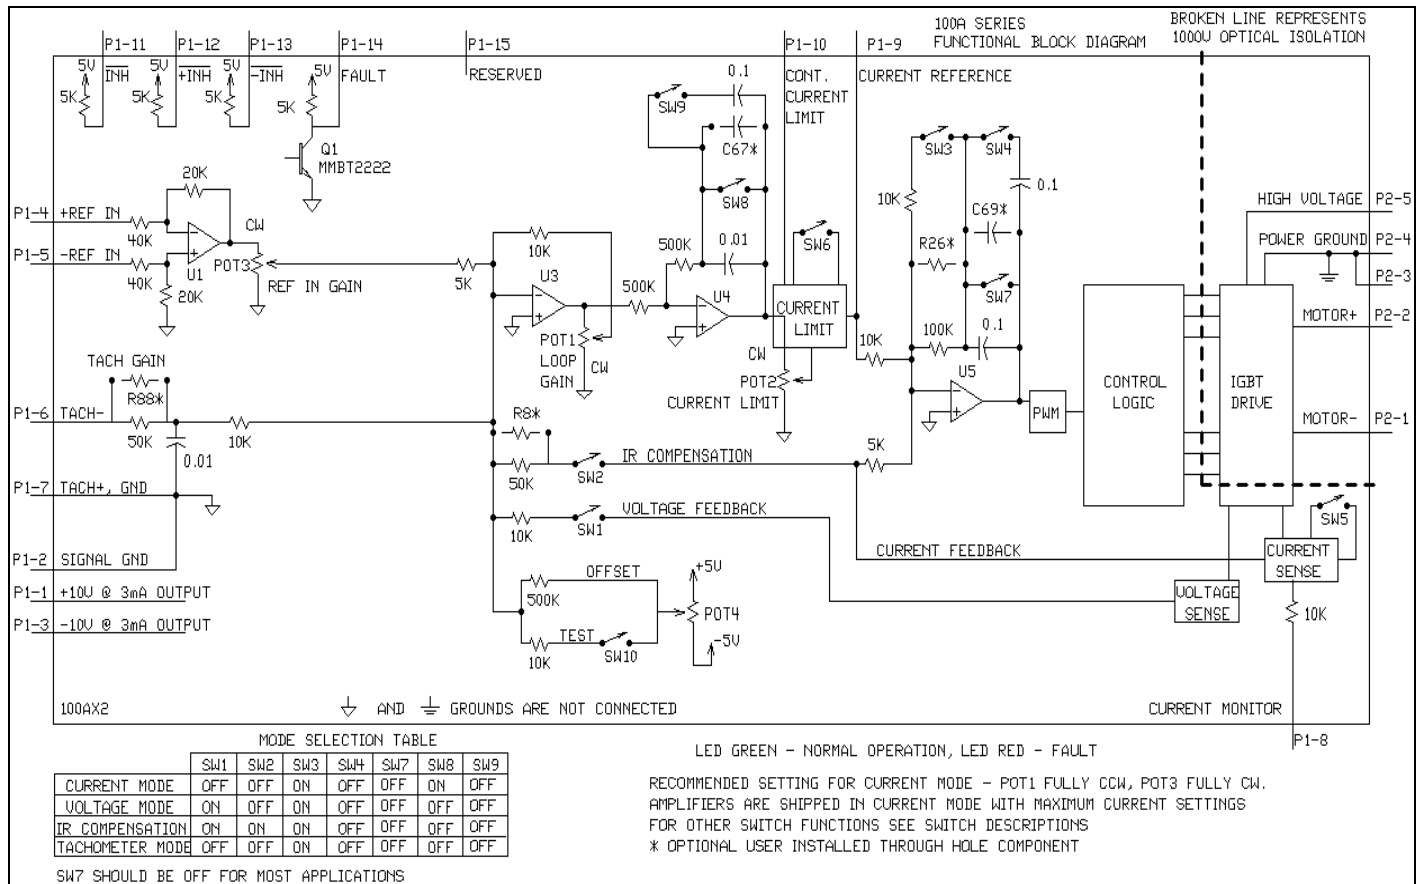 100A SERIES
FUNCTIONAL BLOCK DIAGRAM
BROKEN LINE REPRESENTS
1000V OPTICAL ISOLATION
P1-11
P1-12
P1-13
P1-14
P1-15
P1-10
P1-9
5V
INH
5V
+INH
5V
-INH
5V
FAULT
RESERVED
CONT.
CURRENT
LIMIT
CURRENT REFERENCE
5K
5K
5K
5K
Q1
MMBT2222
0.1
SW9
C67*
SW8
0.01
SW3
SW4
0.1
10K
C69*
R26*
SW7
0.1
100K
U5
HIGH VOLTAGE P2-5
POWER GROUND P2-4
P2-3
MOTOR+ P2-2
MOTOR- P2-1
P1-4 +REF IN
P1-5 -REF IN
20K
40K
40K
U1
20K
CW
POT3
REF IN GAIN
5K
10K
U3
POT1
LOOP
GAIN
CW
500K
500K
U4
SW6
CURRENT
LIMIT
CW
POT2
CURRENT LIMIT
10K
PWM
CONTROL
LOGIC
IGBT
DRIVE
TACH GAIN
R88*
P1-6 TACH-
50K
10K
0.01
P1-7 TACH+, GND
P1-2 SIGNAL GND
P1-1 +10V @ 3mA OUTPUT
P1-3 -10V @ 3mA OUTPUT
R8*
50K
SW2
IR COMPENSATION
5K
10K
SW1
VOLTAGE FEEDBACK
CURRENT FEEDBACK
SW5
CURRENT
SENSE
VOLTAGE
SENSE
10K
OFFSET
500K
TEST
10K
SW10
+5V
POT4
-5V
100AX2
AND
GROUNDS ARE NOT CONNECTED
CURRENT MONITOR
P1-8
MODE SELECTION TABLE
SW1 SW2 SW3 SW4 SW7 SW8 SW9
CURRENT MODE OFF OFF ON OFF OFF ON OFF
VOLTAGE MODE ON OFF OFF OFF OFF OFF OFF
IR COMPENSATION ON ON ON OFF OFF OFF OFF
TACHOMETER MODE OFF OFF ON OFF OFF OFF OFF
SW7 SHOULD BE OFF FOR MOST APPLICATIONS
LED GREEN - NORMAL OPERATION, LED RED - FAULT
RECOMMENDED SETTING FOR CURRENT MODE - POT1 FULLY CCW, POT3 FULLY CW.
AMPLIFIERS ARE SHIPPED IN CURRENT MODE WITH MAXIMUM CURRENT SETTINGS
FOR OTHER SWITCH FUNCTIONS SEE SWITCH DESCRIPTIONS
* OPTIONAL USER INSTALLED THROUGH HOLE COMPONENT